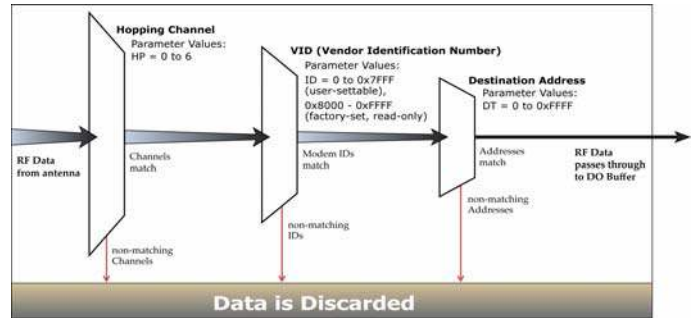 Hopping Channel
Parameter Values:
HP = 0 to 6
VID (Vendor Identification Number)
Parameter Values:
ID = 0 to 0x7FFF
(user-settable),
0x8000 - 0xFFFF
(factory-set, read-only)
Destination Address
Parameter Values:
DT = 0 to 0xFFFF
RF Data
from antenna
Channels
match
Modem IDs
match
Addresses
match
RF Data
passes through
to DO Buffer
non-matching
Channels
non-matching
IDs
non-matching
Addresses
Data is Discarded